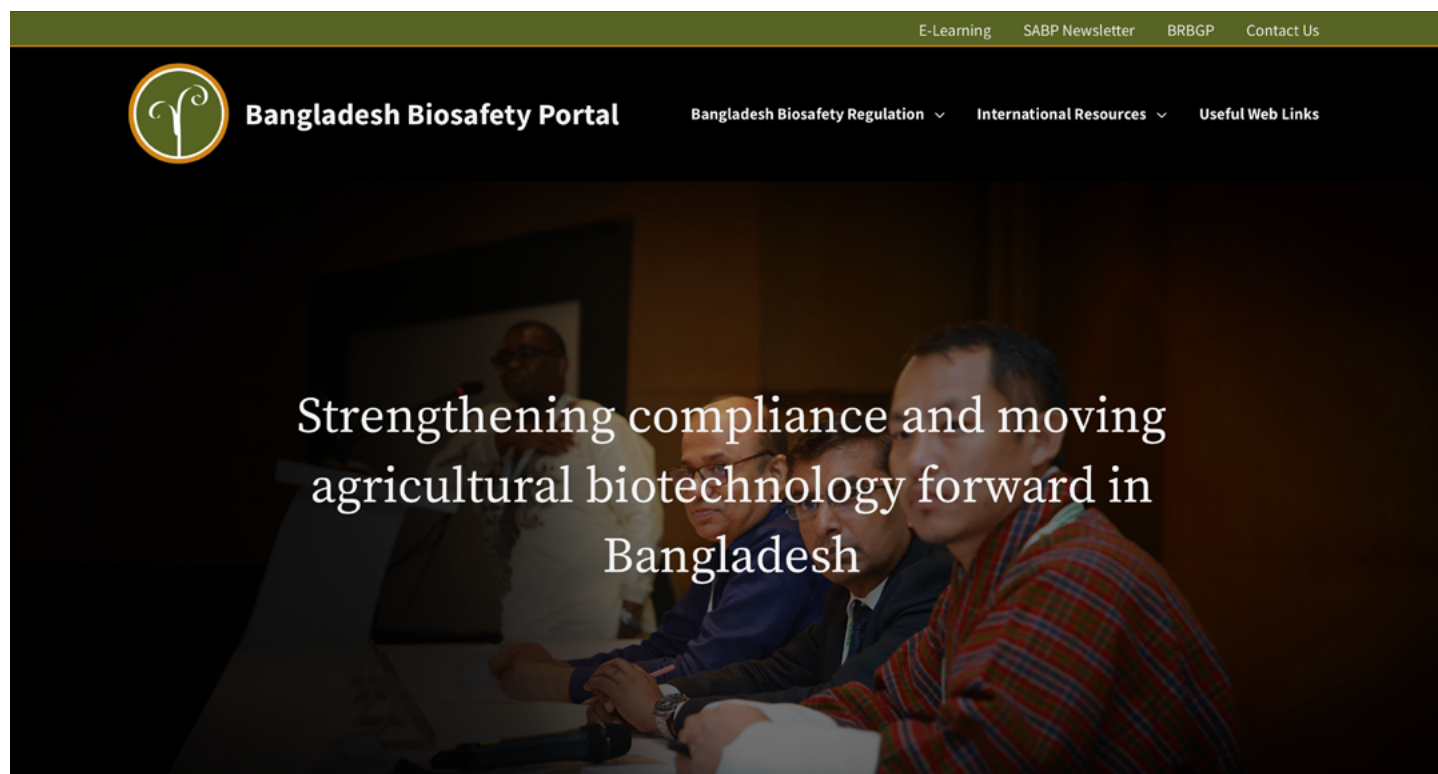 E-Learning SABP Newsletter BRBGP Contact Us
Bangladesh Biosafety Portal
Bangladesh Biosafety Regulation International Resources Useful Web Links
Strengthening compliance and moving
agricultural biotechnology forward in
Bangladesh